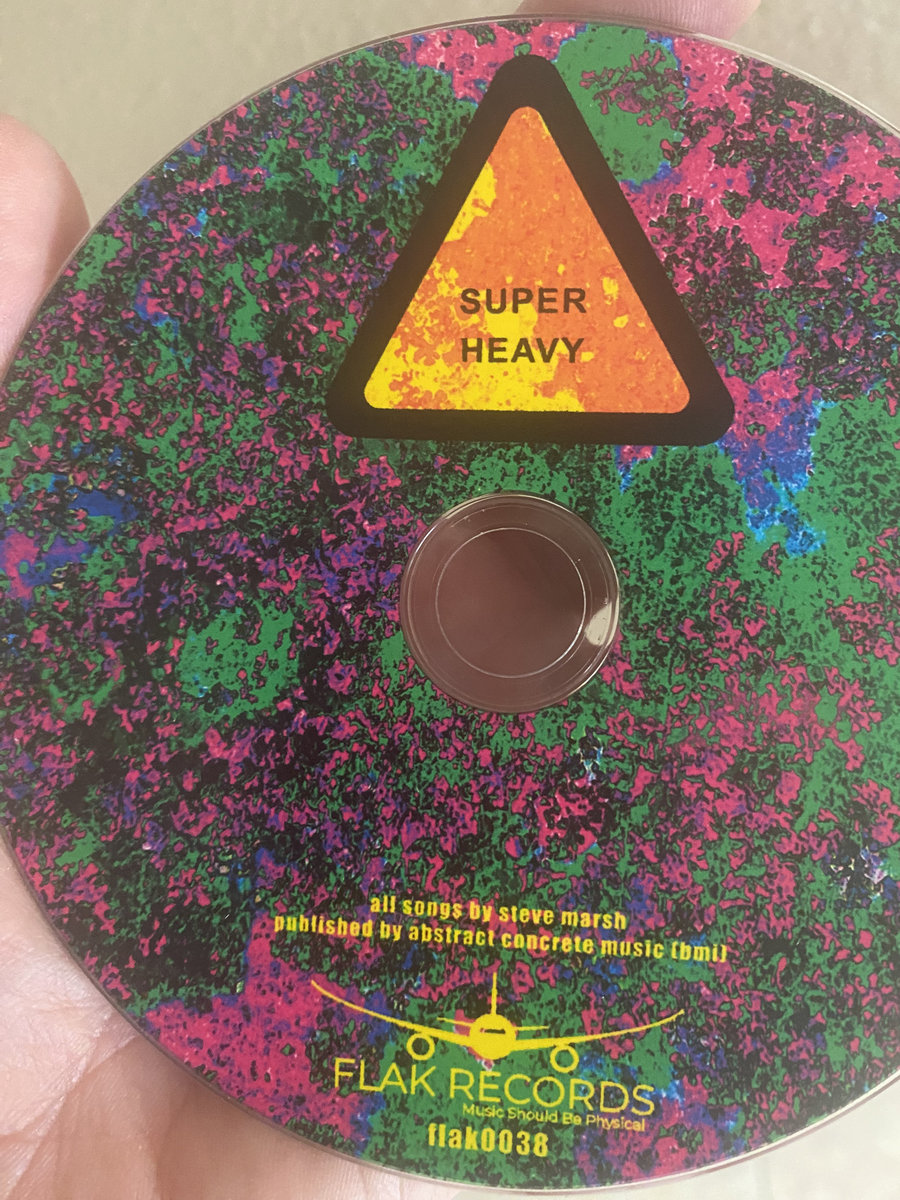 SUPER
HEAVY
all songs by steve marsh
published by abstract concrete music (bmi)
FLAK RECORDS
Music Should Be Physical
flak0038